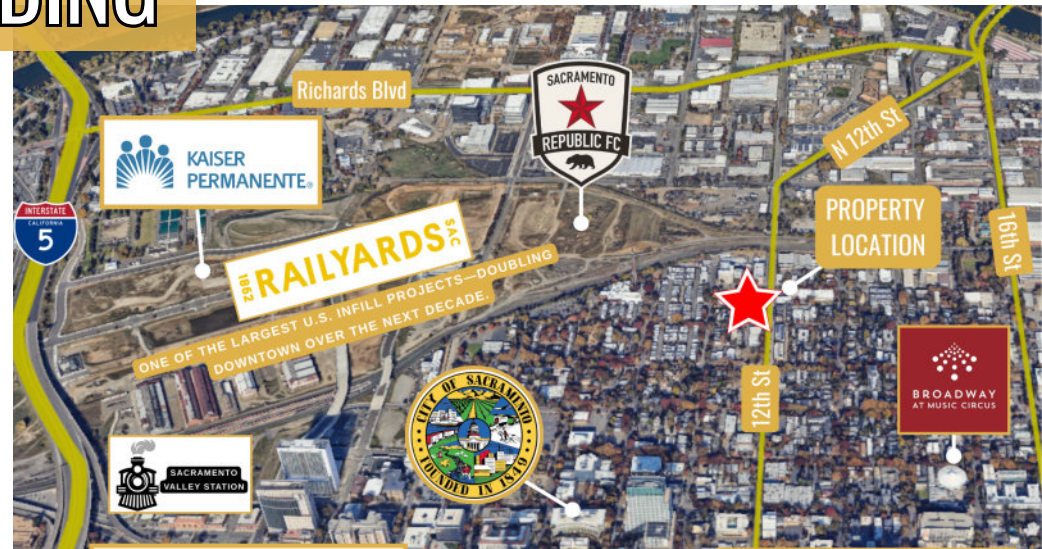 DING
Richards Blvd
SACRAMENTO
REPUBLIC FC
N 12th St
KAISER
PERMANENTE®
INTERSTATE
CALIFORNIA
5
PROPERTY
LOCATION
16th St
1862
RAILYARDS
SAC
ONE OF THE LARGEST U.S. INFILL PROJECTS—DOUBLING
DOWNTOWN OVER THE NEXT DECADE.
12th St
BROADWAY
AT MUSIC CIRCUS
CITY OF SACRAMENTO
FOUNDED IN 1849
SACRAMENTO
VALLEY STATION